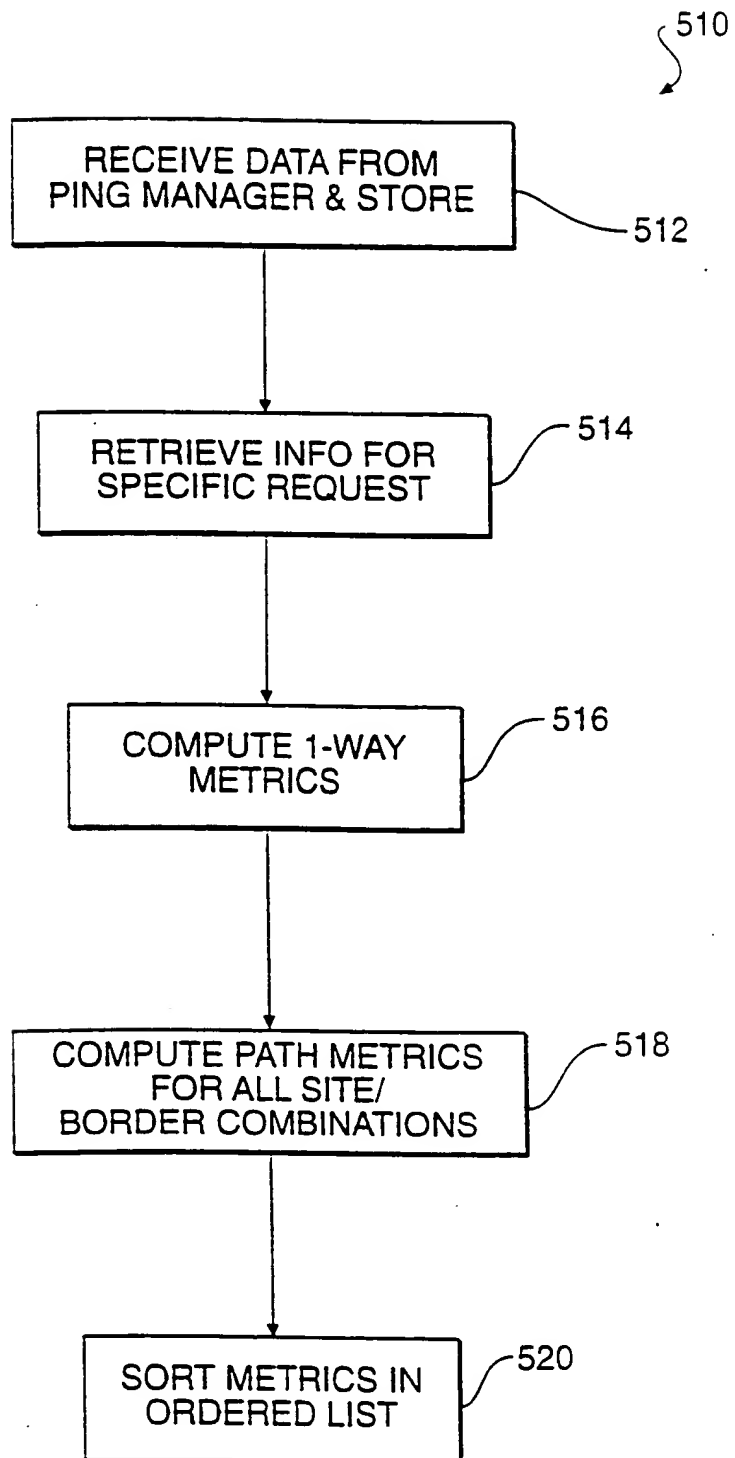 510
RECEIVE DATA FROM
PING MANAGER & STORE
512
RETRIEVE INFO FOR
SPECIFIC REQUEST
514
COMPUTE 1-WAY
METRICS
516
COMPUTE PATH METRICS
FOR ALL SITE/
BORDER COMBINATIONS
518
SORT METRICS IN
ORDERED LIST
520